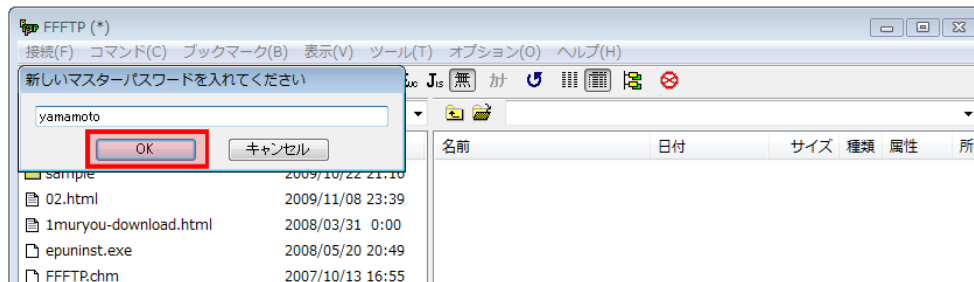 FFFTP (*)
接続(F) コマンド(C) ブックマーク(B) 表示(V) ツール(T) オプション(O) ヘルプ(H)
新しいマスターパスワードを入れてください
JIS 無 カナ
yamamoto
OK キャンセル
名前 日付 サイズ 種類 属性 所
sample 2009/10/22 21:10
02.html 2009/11/08 23:39
1muryou-download.html 2008/03/31 0:00
epuninst.exe 2008/05/20 20:49
FFFTP.chm 2007/10/13 16:55